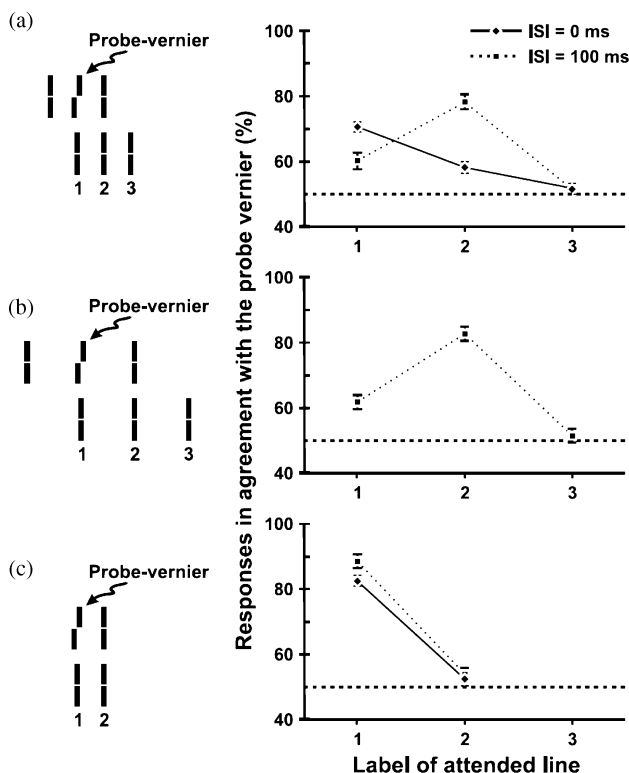 (a)
Probe-vernier
1 2 3
Responses in agreement with the probe vernier (%)
ISI = 0 ms
ISI = 100 ms
100
80
60
40
1 2 3
(b)
Probe-vernier
1 2 3
100
80
60
40
1 2 3
(c)
Probe-vernier
1 2
100
80
60
40
1 2 3
Label of attended line